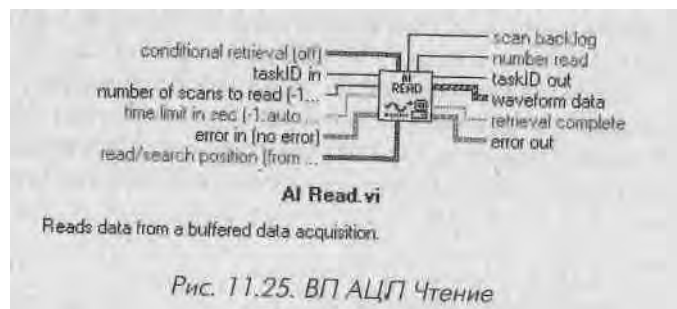 scan backlog
conditional retrieval (off)
number read
taskID in
AI
READ
taskID out
number of scans to read (-1...
waveform data
time limit in sec (-1:auto ...
retrieval complete
error in (no error)
error out
read/search position (from ...
AI Read.vi
Reads data from a buffered data acquisition.
Рис. 11.25. ВП АЦП Чтение